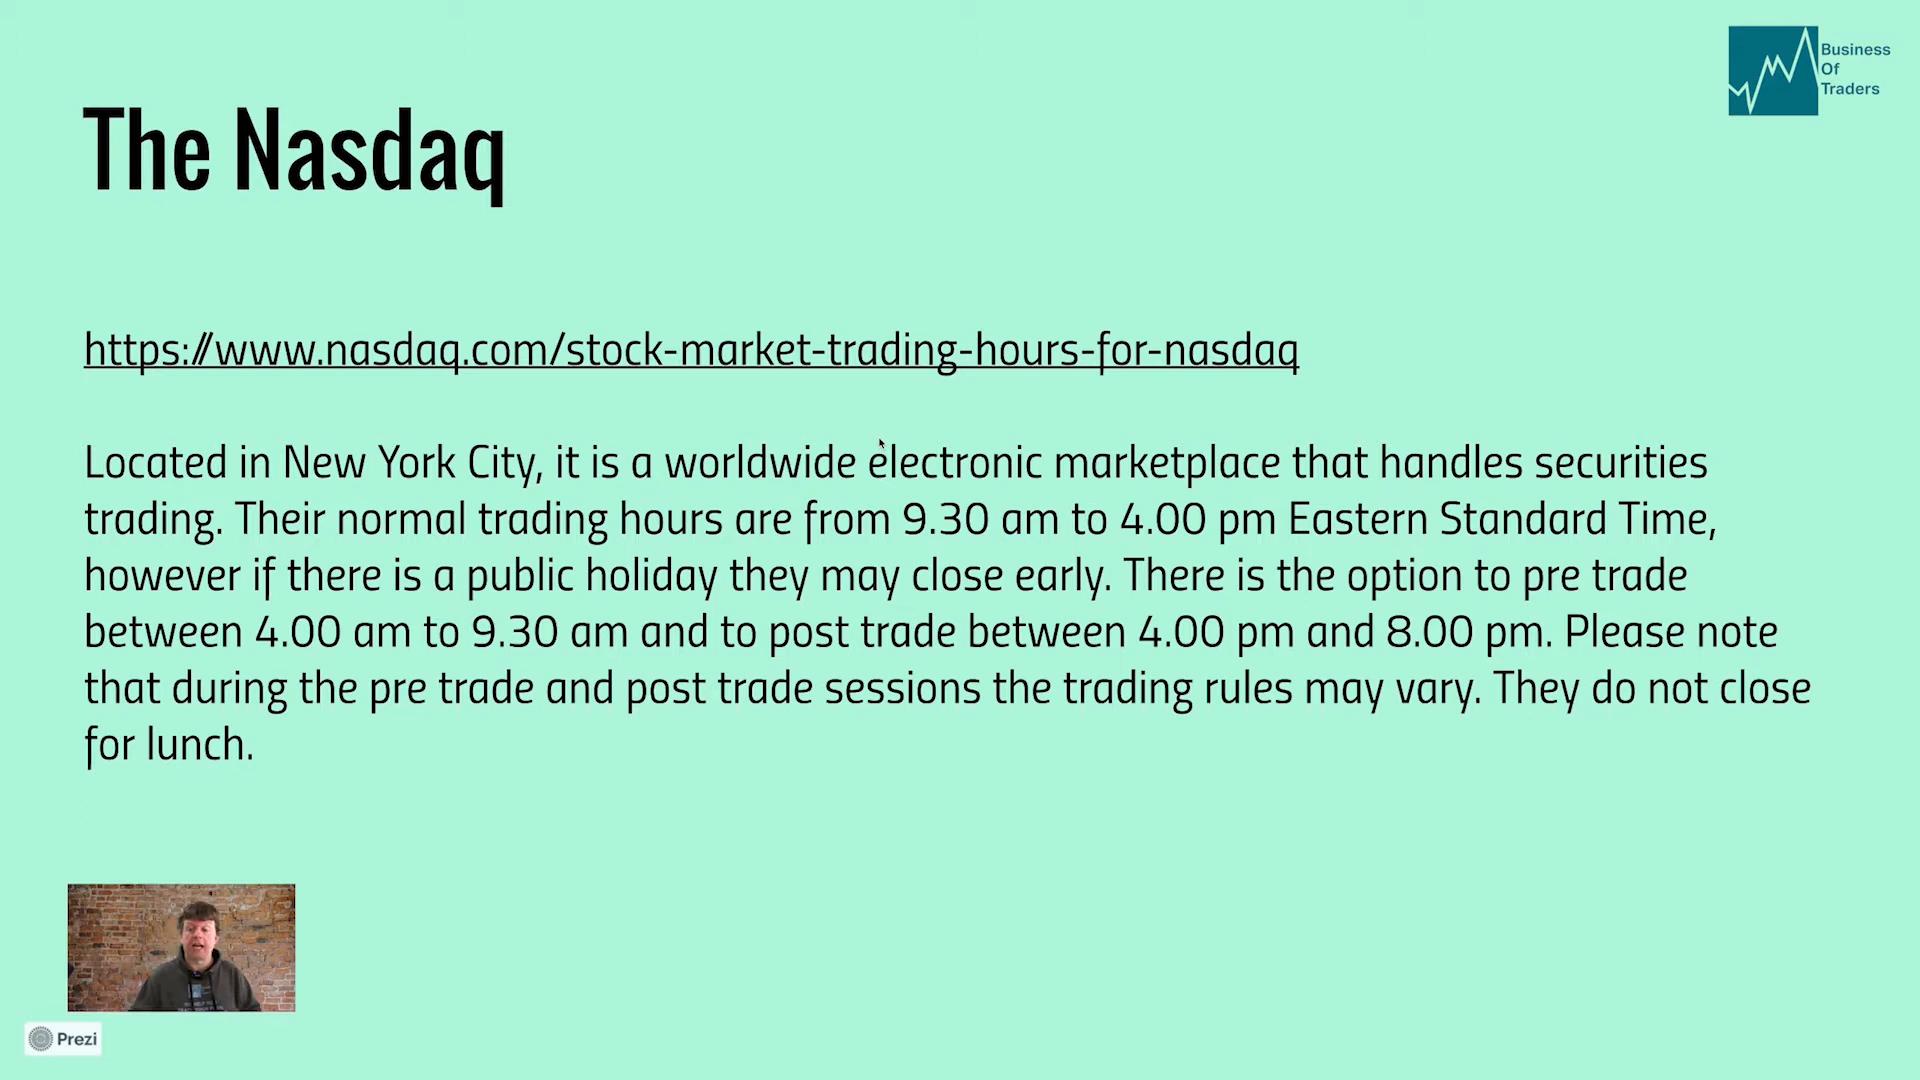 Business
Of
Traders
The Nasdaq
https://www.nasdaq.com/stock-market-trading-hours-for-nasdaq
Located in New York City, it is a worldwide electronic marketplace that handles securities
trading. Their normal trading hours are from 9.30 am to 4.00 pm Eastern Standard Time,
however if there is a public holiday they may close early. There is the option to pre trade
between 4.00 am to 9.30 am and to post trade between 4.00 pm and 8.00 pm. Please note
that during the pre trade and post trade sessions the trading rules may vary. They do not close
for lunch.
Prezi